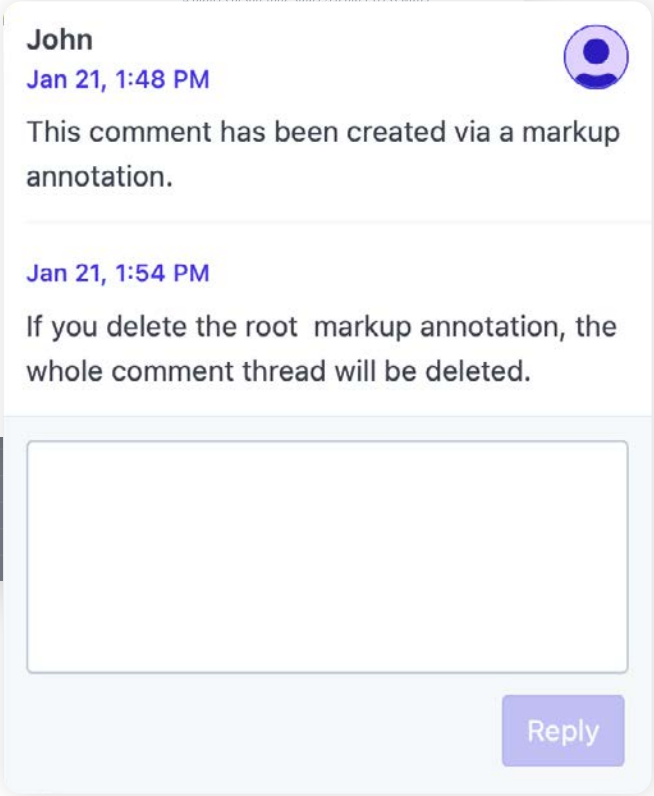 John
Jan 21, 1:48 PM
This comment has been created via a markup
annotation.
Jan 21, 1:54 PM
If you delete the root  markup annotation, the
whole comment thread will be deleted.
Reply